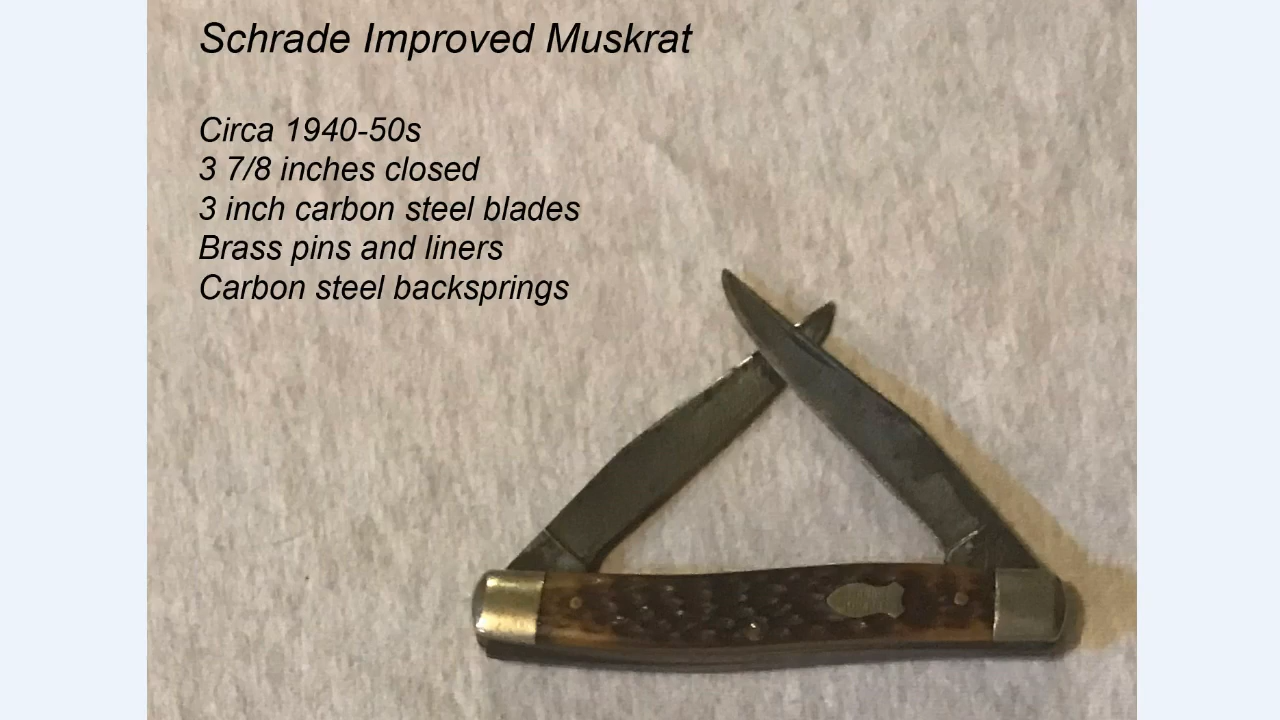 Schrade Improved Muskrat
Circa 1940-50s
3 7/8 inches closed
3 inch carbon steel blades
Brass pins and liners
Carbon steel backsprings